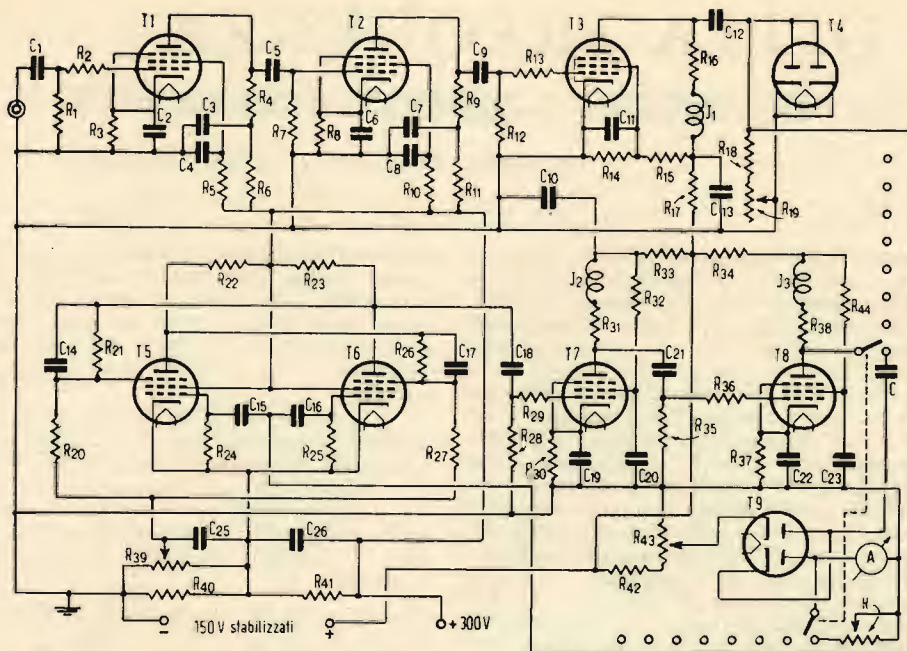 T1
T2
T3
T4
C1
R2
C5
C9
R13
C12
R16
J1
R1
R3
C2
C3
C4
R4
R5
R6
R7
R8
C6
C7
C8
R9
R10
R11
R12
C11
R14
R15
C10
R17
C13
R18
R19
R22
R23
J2
R33
R32
R34
J3
R44
R31
R38
C14
R21
T5
T6
R26
C17
C18
T7
C21
T8
C
R29
R36
C15
C16
R20
R24
R25
R27
R28
R30
C19
C20
R35
R37
C22
C23
T9
C25
C26
R39
R40
R41
R43
R42
A
R
− 150 V stabilizzati +
+ 300 V